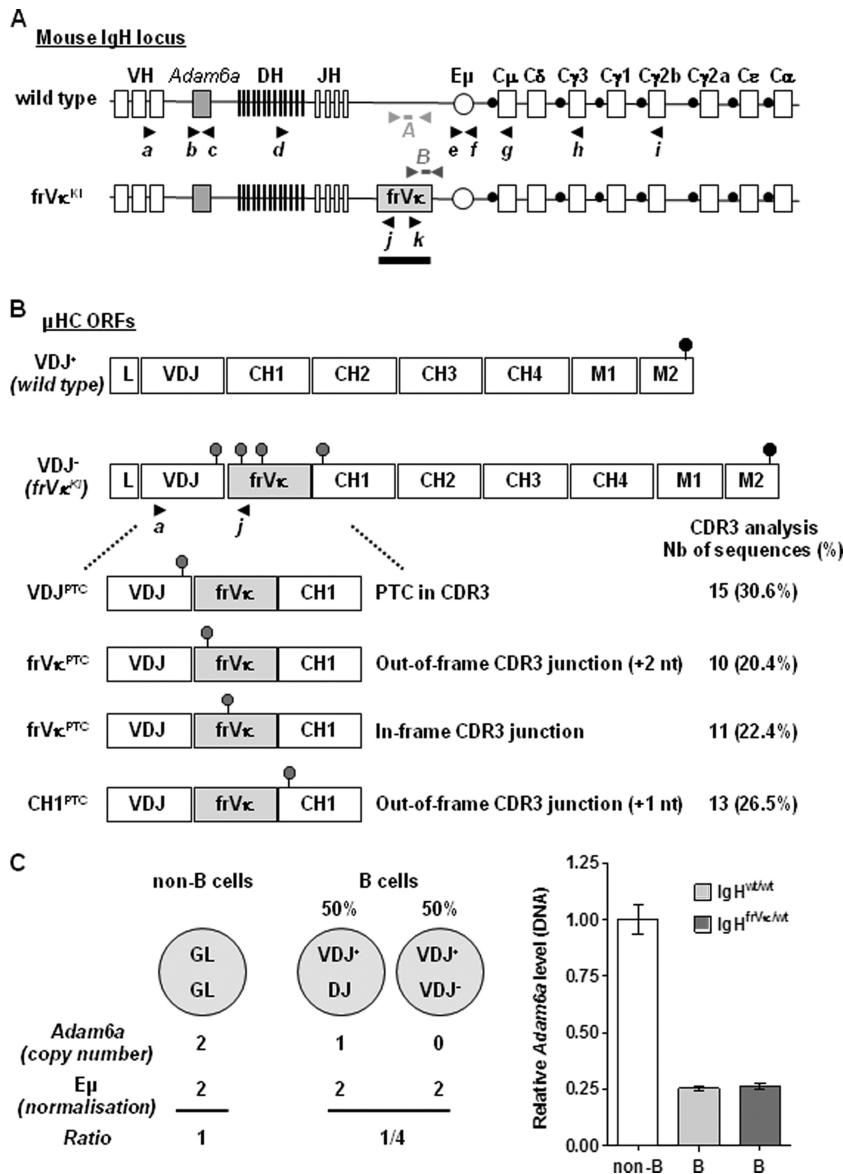 A
Mouse IgH locus
VH Adam6a DH JH Eμ Cμ Cδ Cγ3 Cγ1 Cγ2b Cγ2a Cε Cα
wild type
A
a b c d e f g h i
B
frVκKI
frVκ
j k
B
μHC ORFs
VDJ+
(wild type)
L VDJ CH1 CH2 CH3 CH4 M1 M2
VDJ-
(frVκKI)
L VDJ frVκ CH1 CH2 CH3 CH4 M1 M2
a j
CDR3 analysis
Nb of sequences (%)
VDJPTC VDJ frVκ CH1 PTC in CDR3 15 (30.6%)
frVκPTC VDJ frVκ CH1 Out-of-frame CDR3 junction (+2 nt) 10 (20.4%)
frVκPTC VDJ frVκ CH1 In-frame CDR3 junction 11 (22.4%)
CH1PTC VDJ frVκ CH1 Out-of-frame CDR3 junction (+1 nt) 13 (26.5%)
C
non-B cells B cells
50% 50%
GL VDJ+ VDJ+
GL DJ VDJ-
Adam6a
(copy number)
2 1 0
Eμ
(normalisation)
2 2 2
Ratio 1 1/4
Relative Adam6a level (DNA)
1.25
1.00
0.75
0.50
0.25
0.00
IgHwt/wt
IgHfrVκ/wt
non-B B B